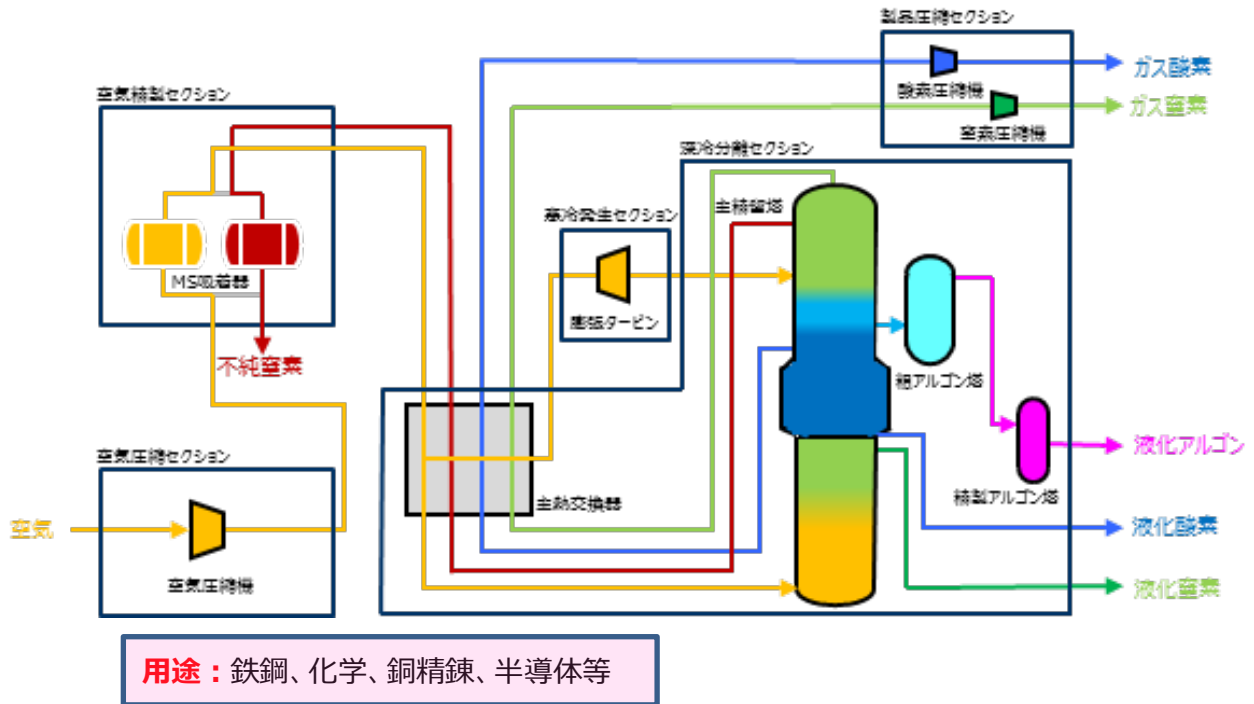 製品圧縮セクション
ガス酸素
酸素圧縮機
ガス窒素
窒素圧縮機
空気精製セクション
深冷分離セクション
主精留塔
寒冷発生セクション
MS吸着器
膨張タービン
不純窒素
粗アルゴン塔
液化アルゴン
空気圧縮セクション
精製アルゴン塔
主熱交換器
空気
液化酸素
空気圧縮機
液化窒素
用途：鉄鋼、化学、銅精錬、半導体等